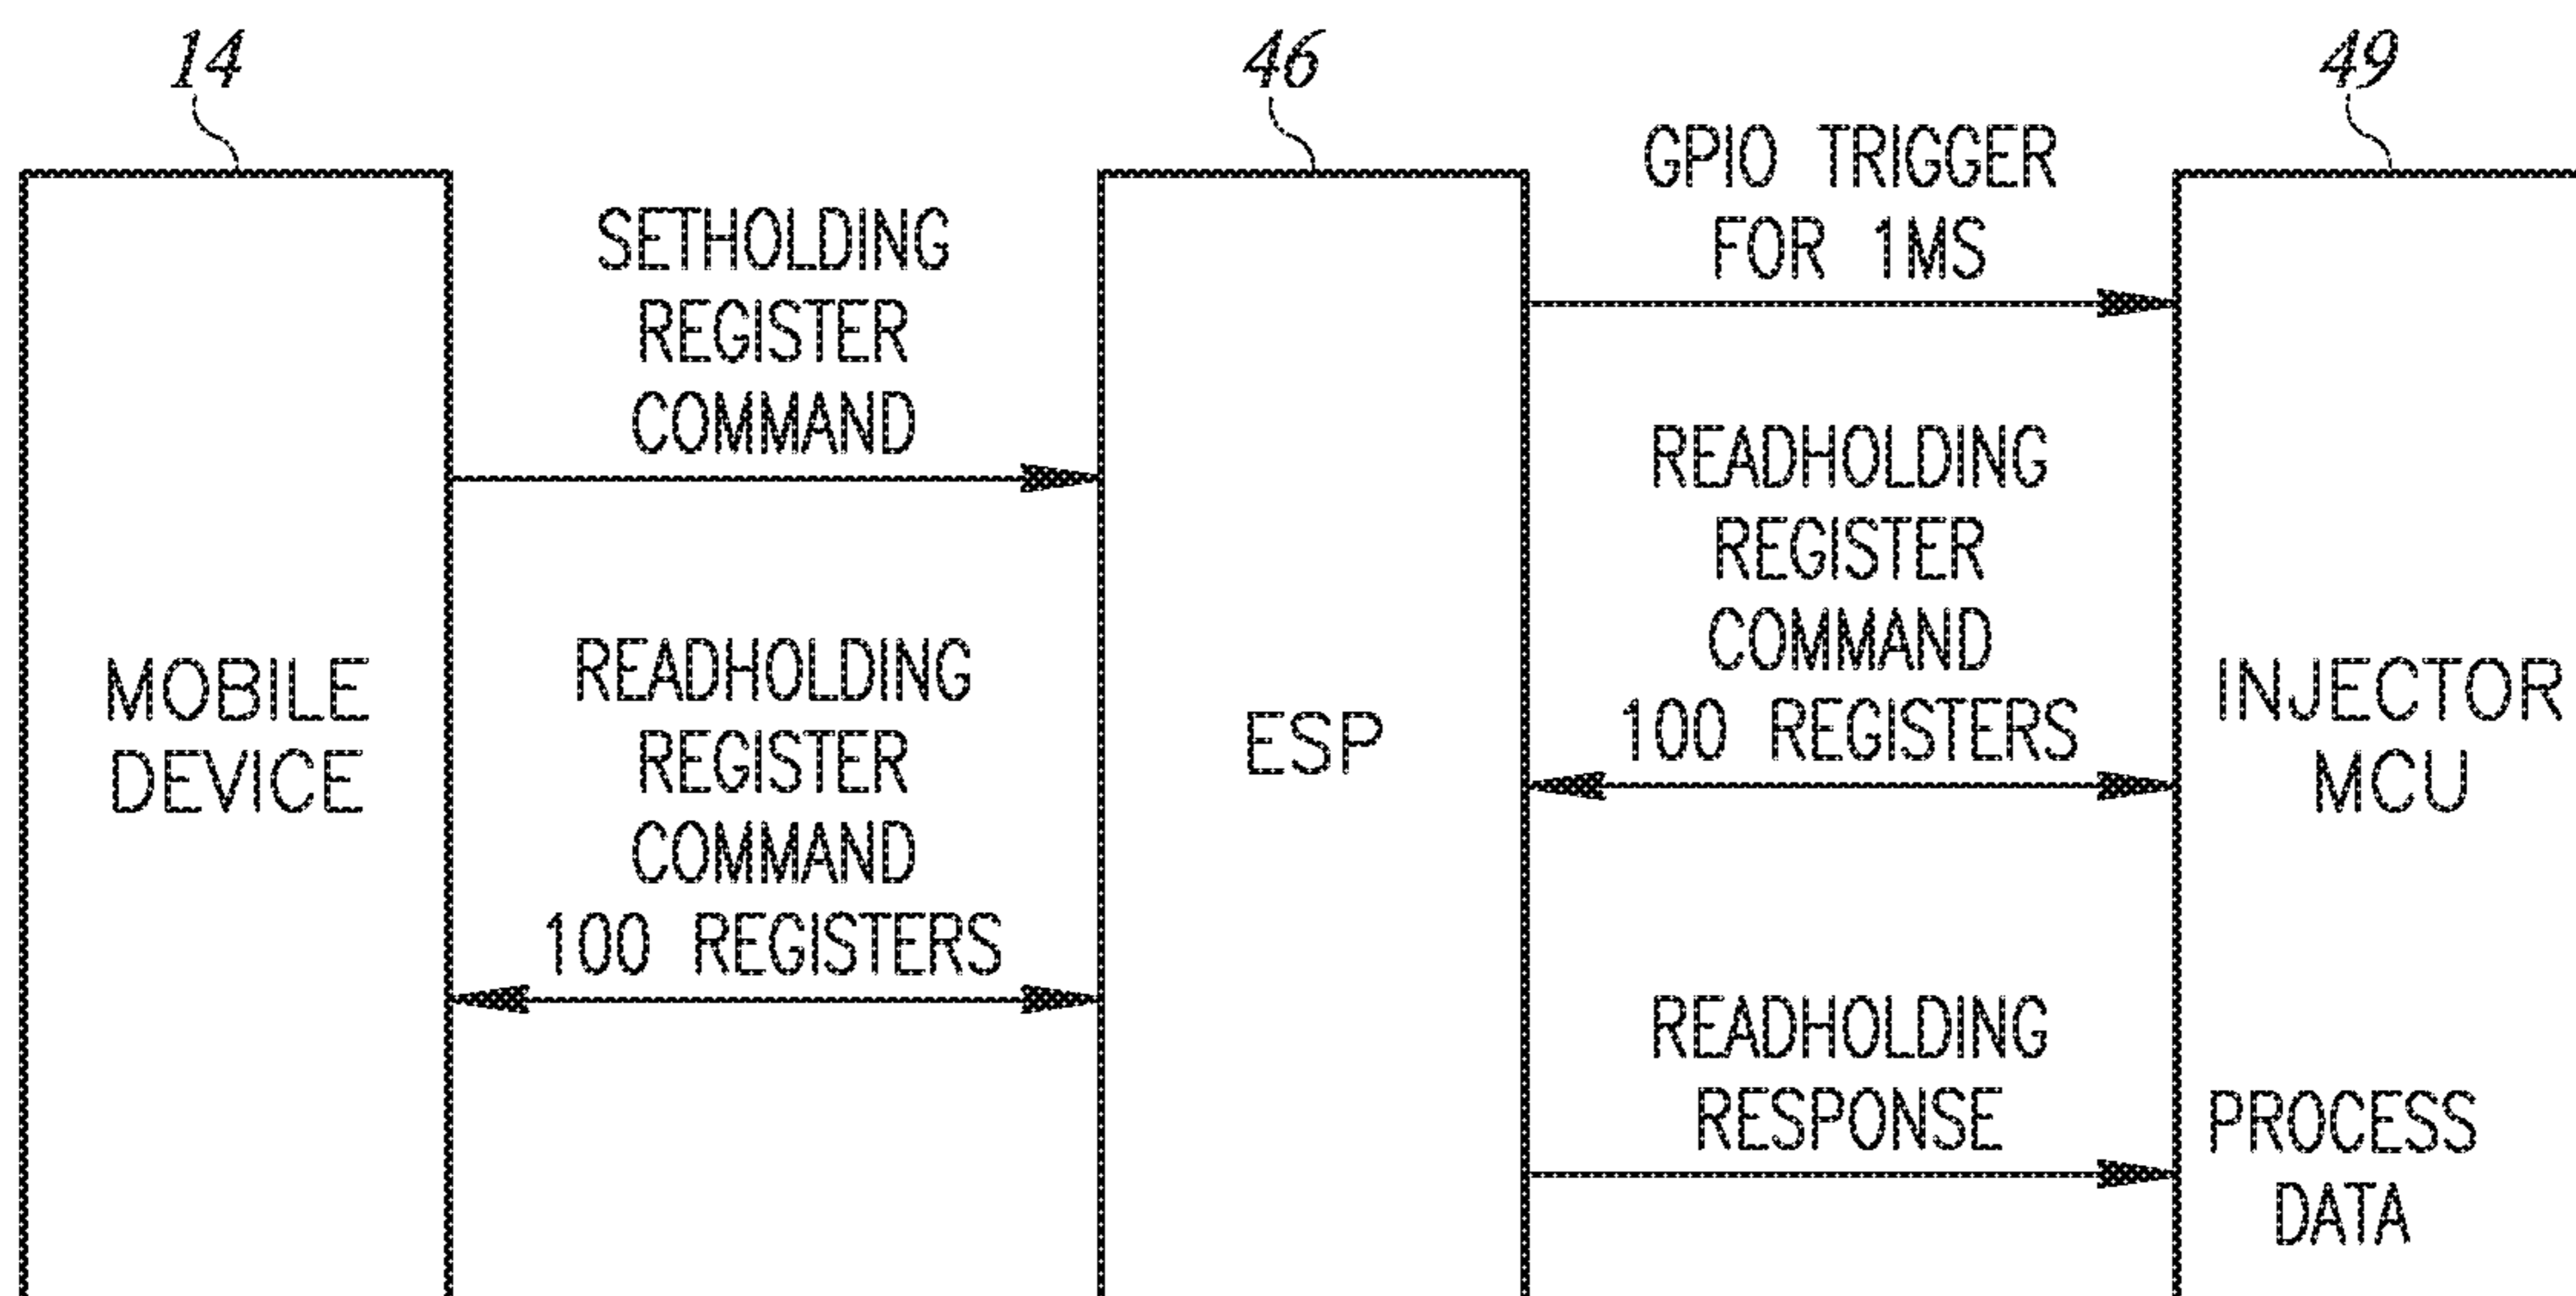 14
46
49
MOBILE
DEVICE
SETHOLDING
REGISTER
COMMAND
READHOLDING
REGISTER
COMMAND
100 REGISTERS
ESP
GPIO TRIGGER
FOR 1MS
READHOLDING
REGISTER
COMMAND
100 REGISTERS
READHOLDING
RESPONSE
INJECTOR
MCU
PROCESS
DATA